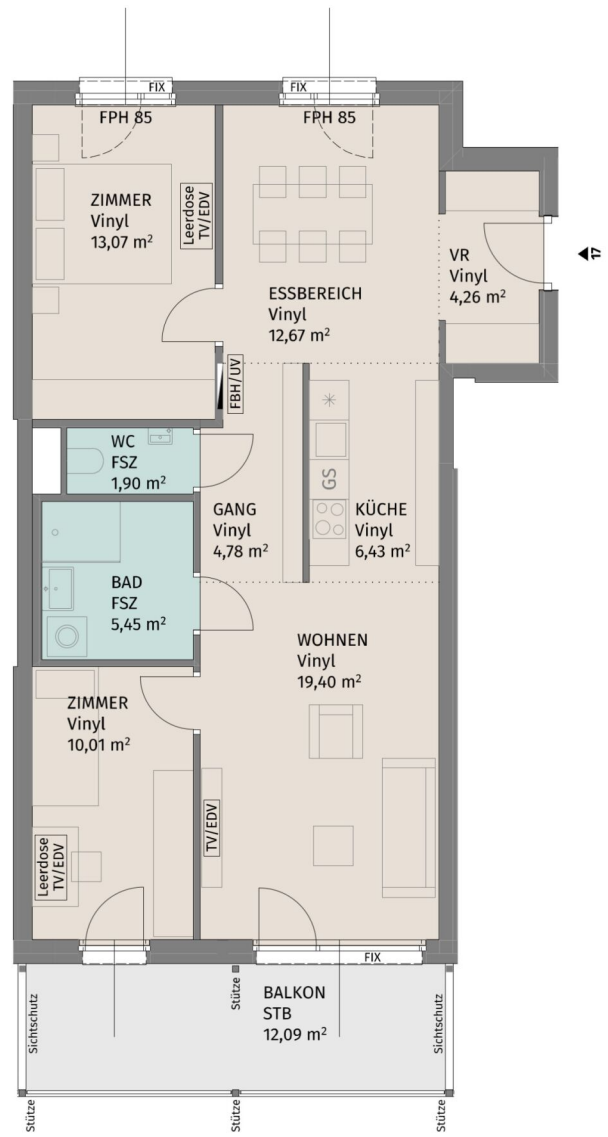 FIX
FPH 85
FIX
FPH 85
ZIMMER
Vinyl
13,07 m²
Leerdose
TV/EDV
VR
Vinyl
4,26 m²
17
ESSBEREICH
Vinyl
12,67 m²
FBH/UV
WC
FSZ
1,90 m²
GS
GANG
Vinyl
4,78 m²
KÜCHE
Vinyl
6,43 m²
BAD
FSZ
5,45 m²
WOHNEN
Vinyl
19,40 m²
ZIMMER
Vinyl
10,01 m²
TV/EDV
Leerdose
TV/EDV
FIX
BALKON
STB
12,09 m²
Sichtschutz
Stütze
Sichtschutz
Stütze
Stütze
Stütze